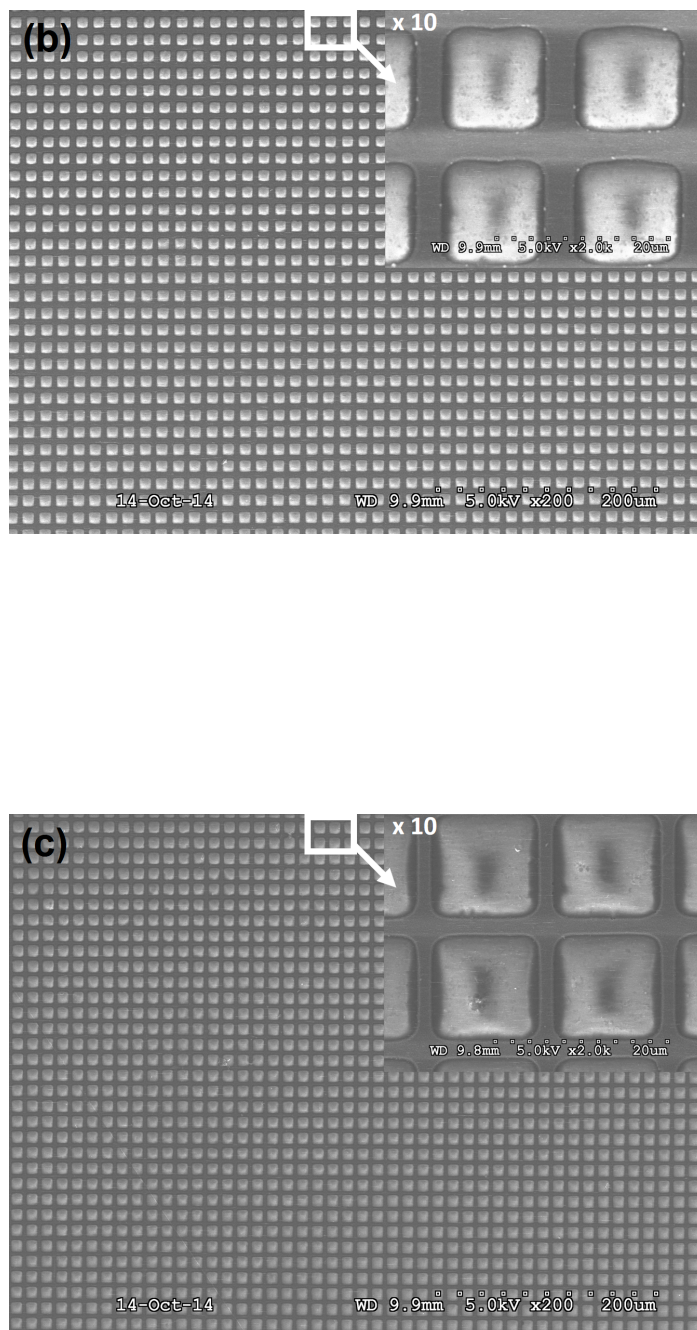 (b)
x 10
WD 9.9mm 5.0kV x2.0k 20um
14-Oct-14 WD 9.9mm 5.0kV x200 200um
(c)
x 10
WD 9.8mm 5.0kV x2.0k 20um
14-Oct-14 WD 9.9mm 5.0kV x200 200um